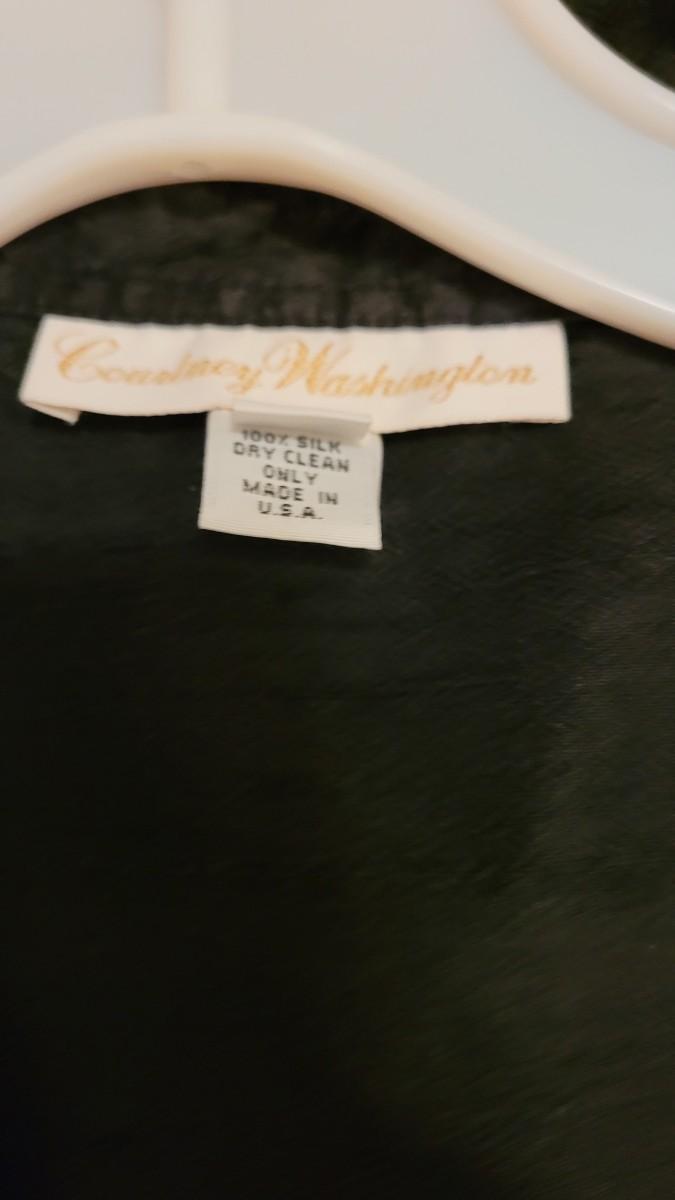 Courtney Washington
100% SILK
DRY CLEAN
ONLY
MADE IN
U.S.A.